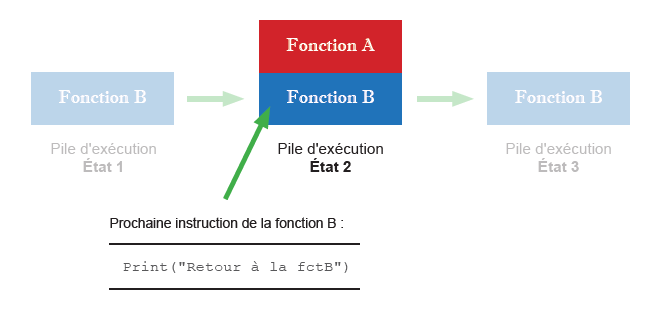 Fonction A
Fonction B
Fonction B
Fonction B
Pile d'exécution
État 1
Pile d'exécution
État 2
Pile d'exécution
État 3
Prochaine instruction de la fonction B :
Print("Retour à la fctB")